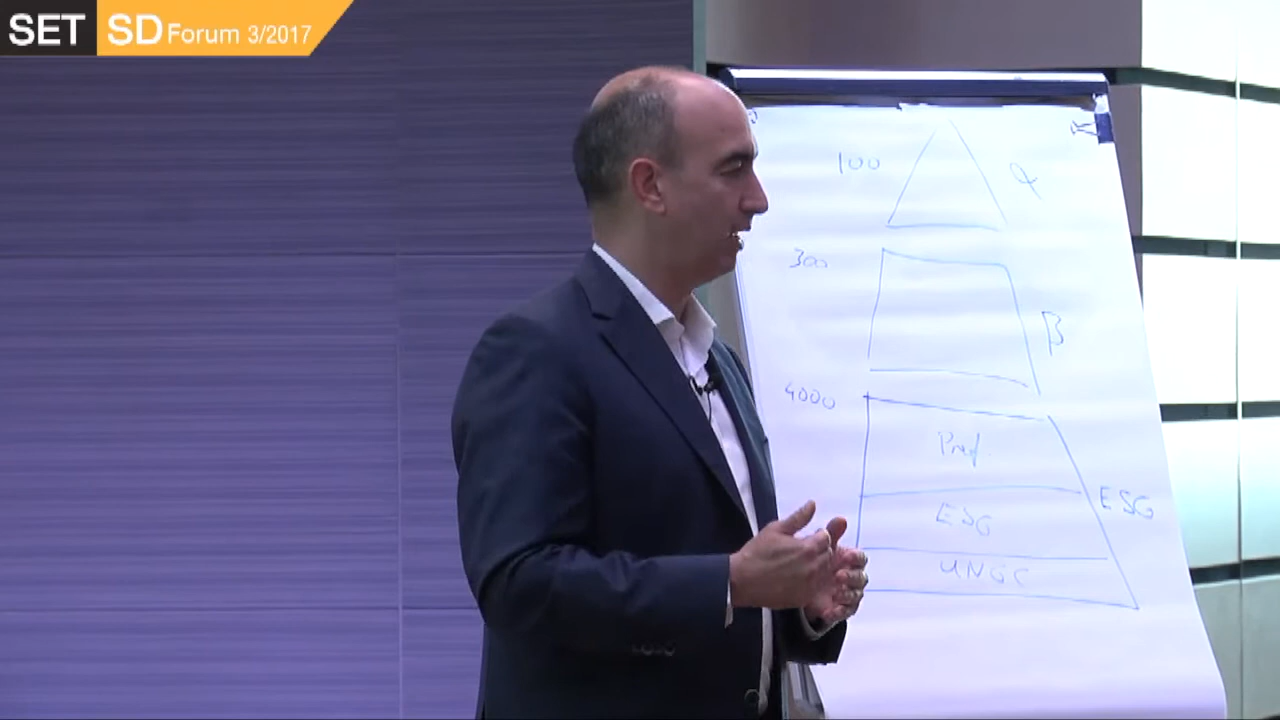 SET SD Forum 3/2017
100 α
300
β
4000
Prof.
ESG ESG
UNGC